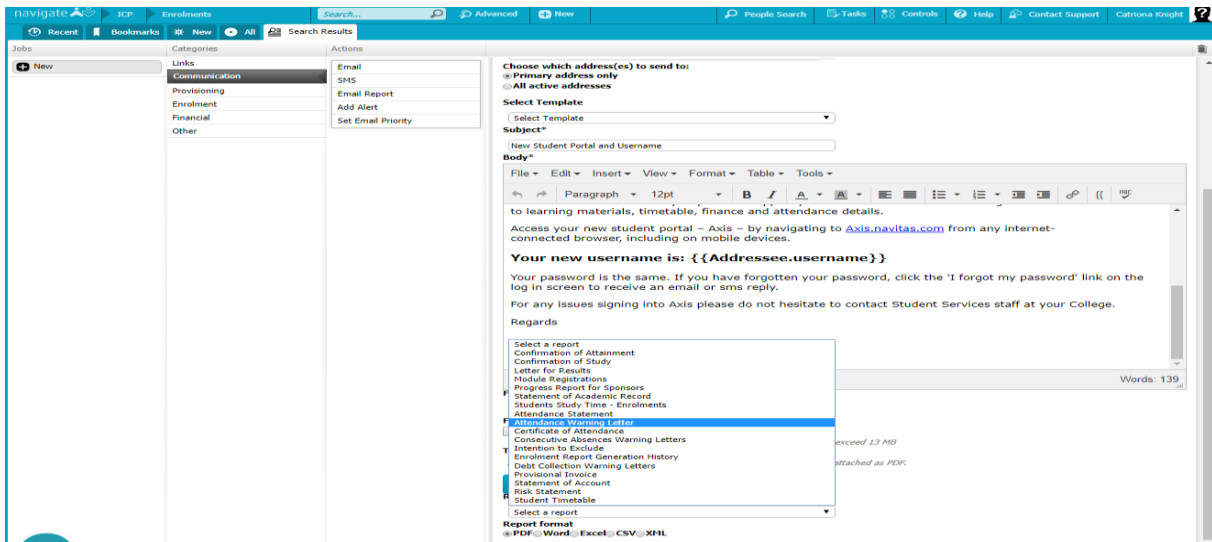 navigate ICP Enrolments Search... Advanced New People Search Tasks Controls Help Contact Support Catriona Knight ?
Recent Bookmarks New All Search Results
Jobs Categories Actions
New
Links
Communication
Provisioning
Enrolment
Financial
Other
Email
SMS
Email Report
Add Alert
Set Email Priority
Choose which address(es) to send to:
Primary address only
All active addresses
Select Template
Select Template
Subject*
New Student Portal and Username
Body*
File Edit Insert View Format Table Tools
Paragraph 12pt B I A A {{ ABC
to learning materials, timetable, finance and attendance details.
Access your new student portal – Axis – by navigating to Axis.navitas.com from any internet-
connected browser, including on mobile devices.
Your new username is: {{Addressee.username}}
Your password is the same. If you have forgotten your password, click the 'I forgot my password' link on the
log in screen to receive an email or sms reply.
For any issues signing into Axis please do not hesitate to contact Student Services staff at your College.
Regards
Words: 139
Select a report
Confirmation of Attainment
Confirmation of Study
Letter for Results
Module Registrations
Progress Report for Sponsors
Statement of Academic Record
Students Study Time - Enrolments
Attendance Statement
Attendance Warning Letter
Certificate of Attendance
Consecutive Absences Warning Letters
Intention to Exclude
Enrolment Report Generation History
Debt Collection Warning Letters
Provisional Invoice
Statement of Account
Risk Statement
Student Timetable
exceed 13 MB
attached as PDF.
Select a report
Report format
PDF Word Excel CSV XML